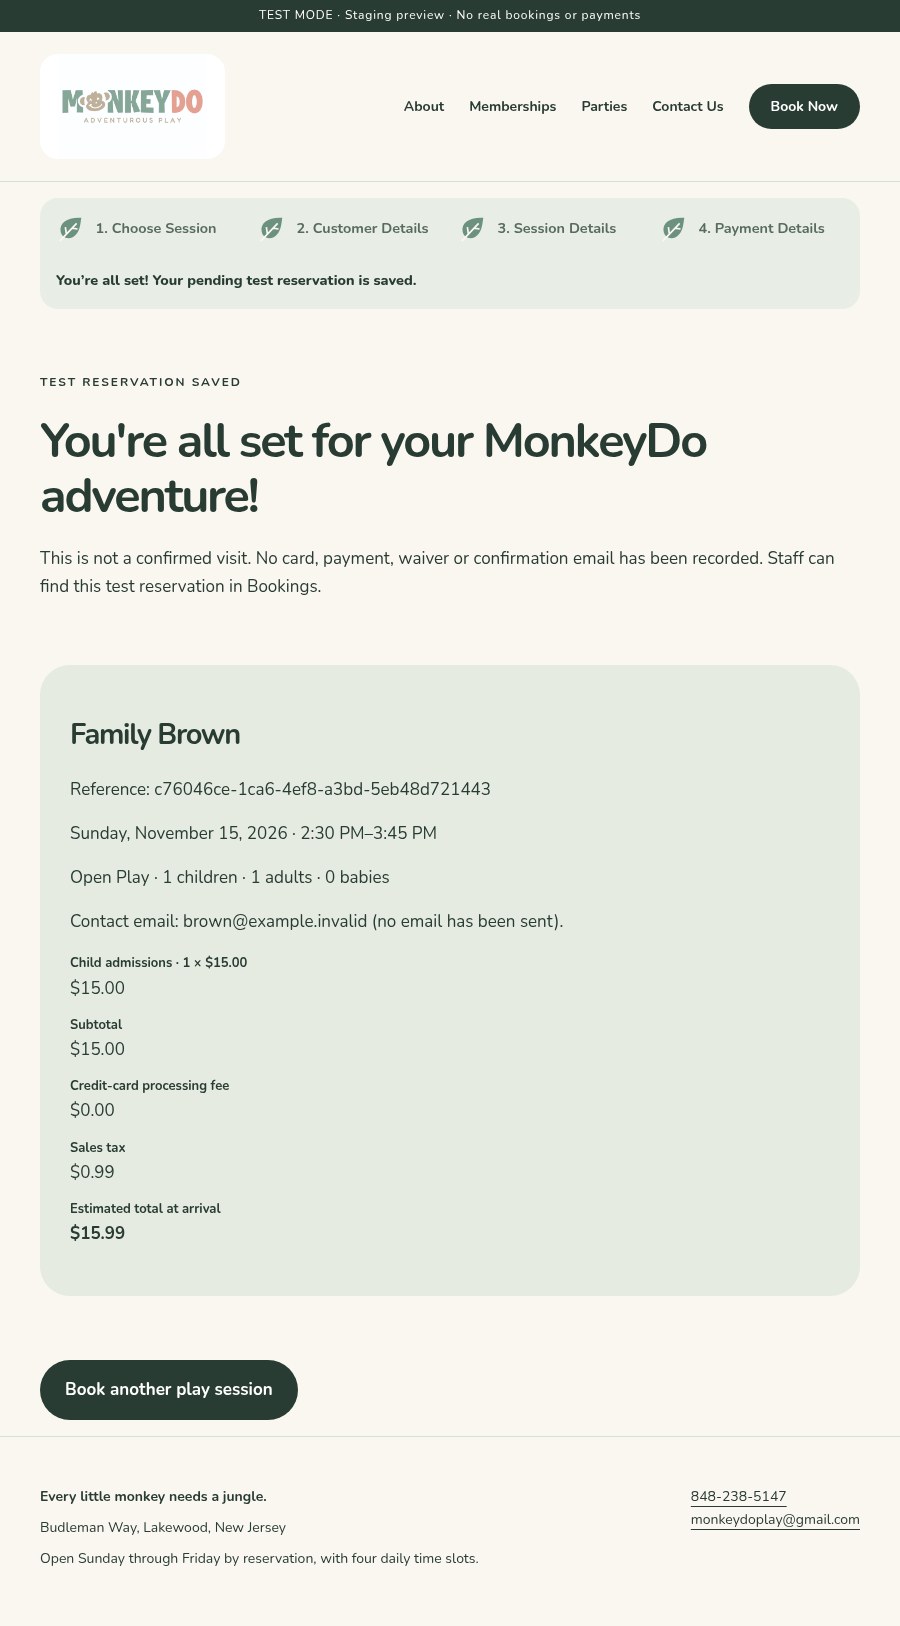 TEST MODE · Staging preview · No real bookings or payments
MONKEYDO
ADVENTUROUS PLAY
About Memberships Parties Contact Us Book Now
1. Choose Session 2. Customer Details 3. Session Details 4. Payment Details
You're all set! Your pending test reservation is saved.
TEST RESERVATION SAVED
You're all set for your MonkeyDo
adventure!
This is not a confirmed visit. No card, payment, waiver or confirmation email has been recorded. Staff can
find this test reservation in Bookings.
Family Brown
Reference: c76046ce-1ca6-4ef8-a3bd-5eb48d721443
Sunday, November 15, 2026 · 2:30 PM–3:45 PM
Open Play · 1 children · 1 adults · 0 babies
Contact email: brown@example.invalid (no email has been sent).
Child admissions · 1 × $15.00
$15.00
Subtotal
$15.00
Credit-card processing fee
$0.00
Sales tax
$0.99
Estimated total at arrival
$15.99
Book another play session
Every little monkey needs a jungle.
Budleman Way, Lakewood, New Jersey
Open Sunday through Friday by reservation, with four daily time slots.
848-238-5147
monkeydoplay@gmail.com